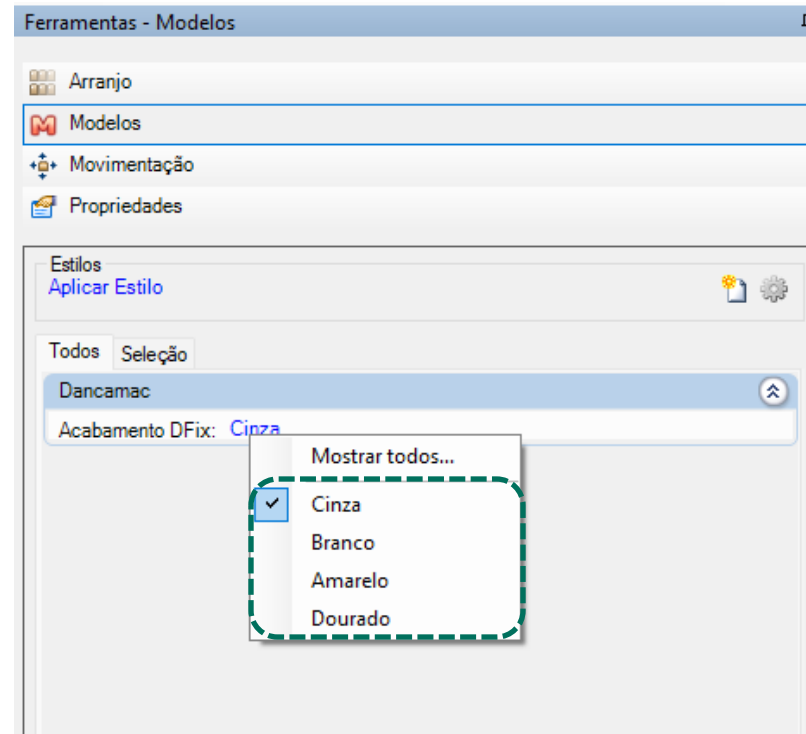 Ferramentas - Modelos
Arranjo
Modelos
Movimentação
Propriedades
Estilos
Aplicar Estilo
Todos Seleção
Dancamac
Acabamento DFix: Cinza
Mostrar todos...
Cinza
Branco
Amarelo
Dourado